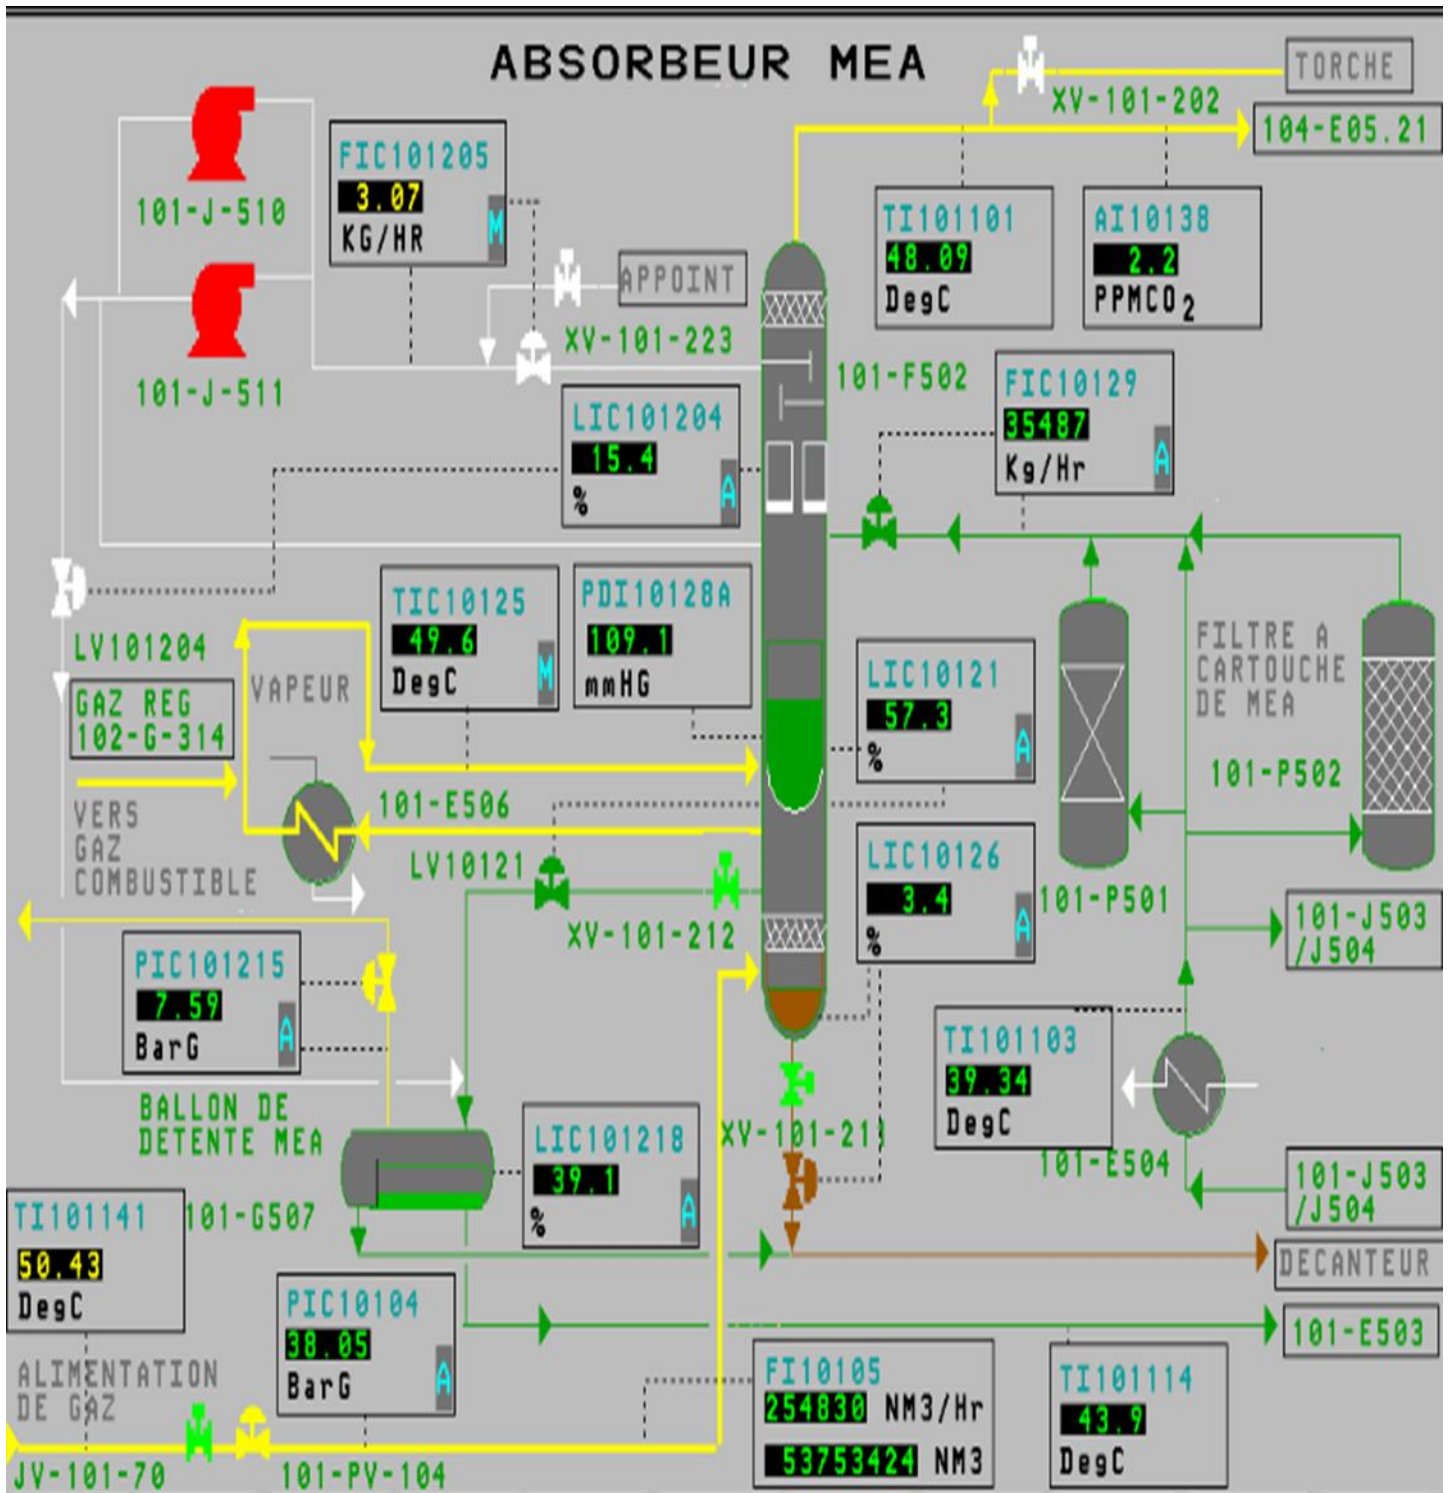 ABSORBEUR MEA
TORCHE
XV-101-202
104-E05.21
FIC101205
3.07
KG/HR
M
101-J-510
TI101101
48.09
DegC
AI10138
2.2
PPMCO2
APPOINT
XV-101-223
101-J-511
101-F502
FIC10129
35487
Kg/Hr
A
LIC101204
15.4
%
A
TIC10125
49.6
DegC
M
PDI10128A
109.1
mmHG
LV101204
GAZ REG
102-G-314
VAPEUR
LIC10121
57.3
%
A
FILTRE A
CARTOUCHE
DE MEA
101-P502
VERS
GAZ
COMBUSTIBLE
101-E506
LV10121
XV-101-212
LIC10126
3.4
%
A
101-P501
101-J503
/J504
PIC101215
7.59
BarG
A
BALLON DE
DETENTE MEA
101-G507
LIC101218
39.1
%
A
XV-101-211
TI101103
39.34
DegC
101-E504
101-J503
/J504
DECANTEUR
101-E503
TI101141
50.43
DegC
PIC10104
38.05
BarG
A
ALIMENTATION
DE GAZ
JV-101-70
101-PV-104
FI10105
254830 NM3/Hr
53753424 NM3
TI101114
43.9
DegC